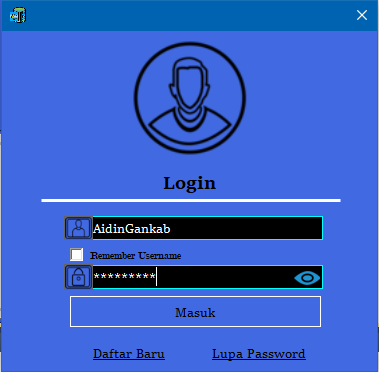 Login
AidinGankab
Remember Username
*********
Masuk
Daftar Baru
Lupa Password